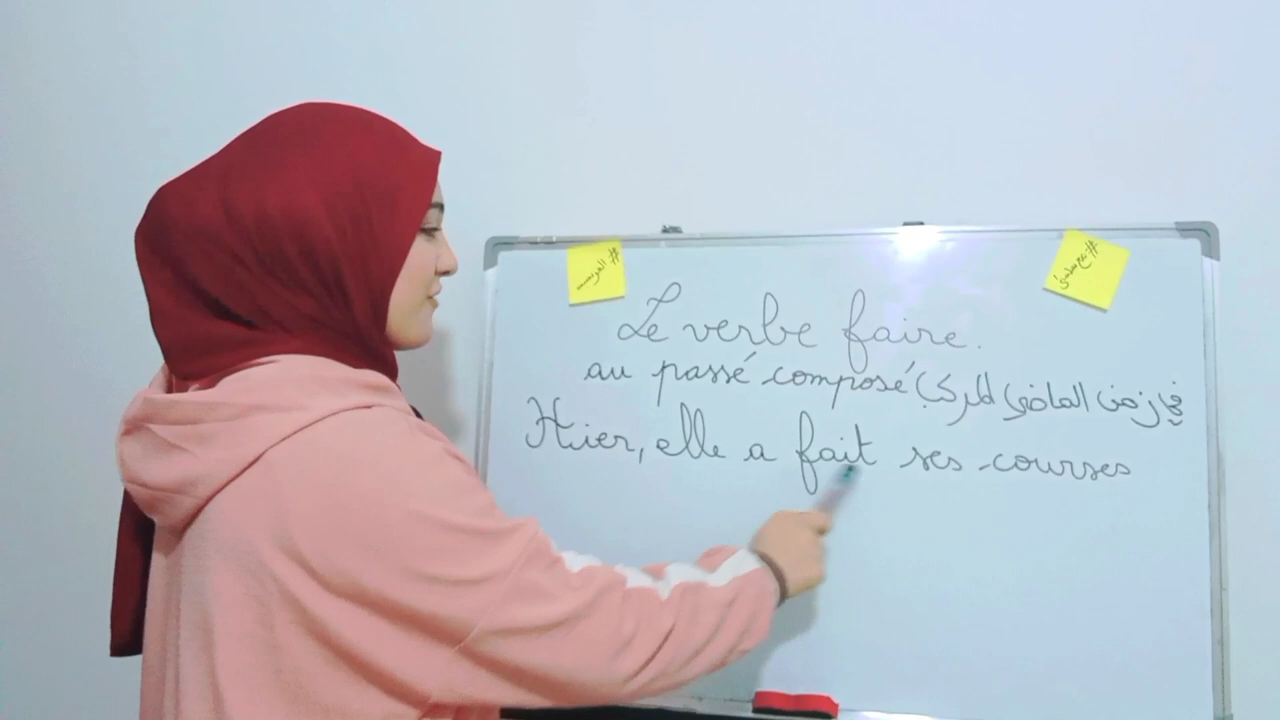 Le verbe faire.
au passé composé (في زمن الماضي المركب)
Hier, elle a fait ses courses